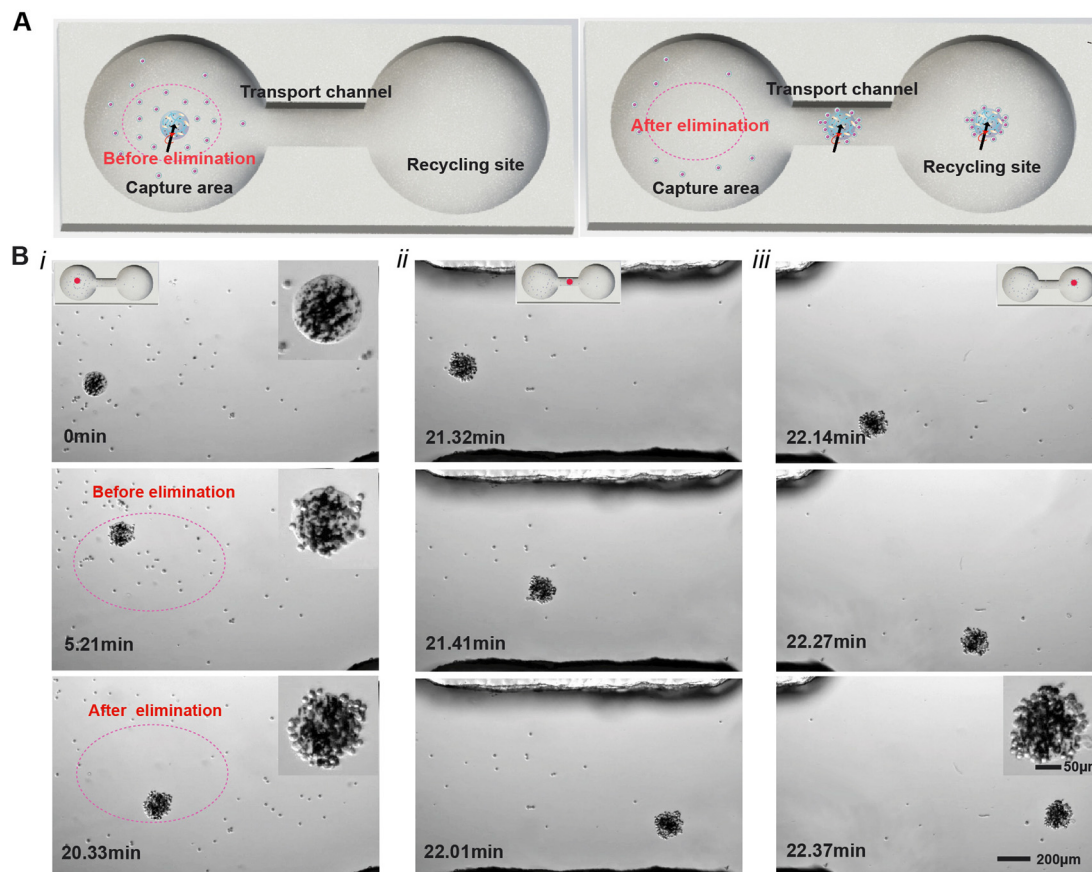 A
Transport channel
Before elimination
Capture area
Recycling site
Transport channel
After elimination
Capture area
Recycling site
B
i
ii
iii
0min
21.32min
22.14min
Before elimination
5.21min
21.41min
22.27min
After elimination
20.33min
22.01min
50μm
22.37min
200μm